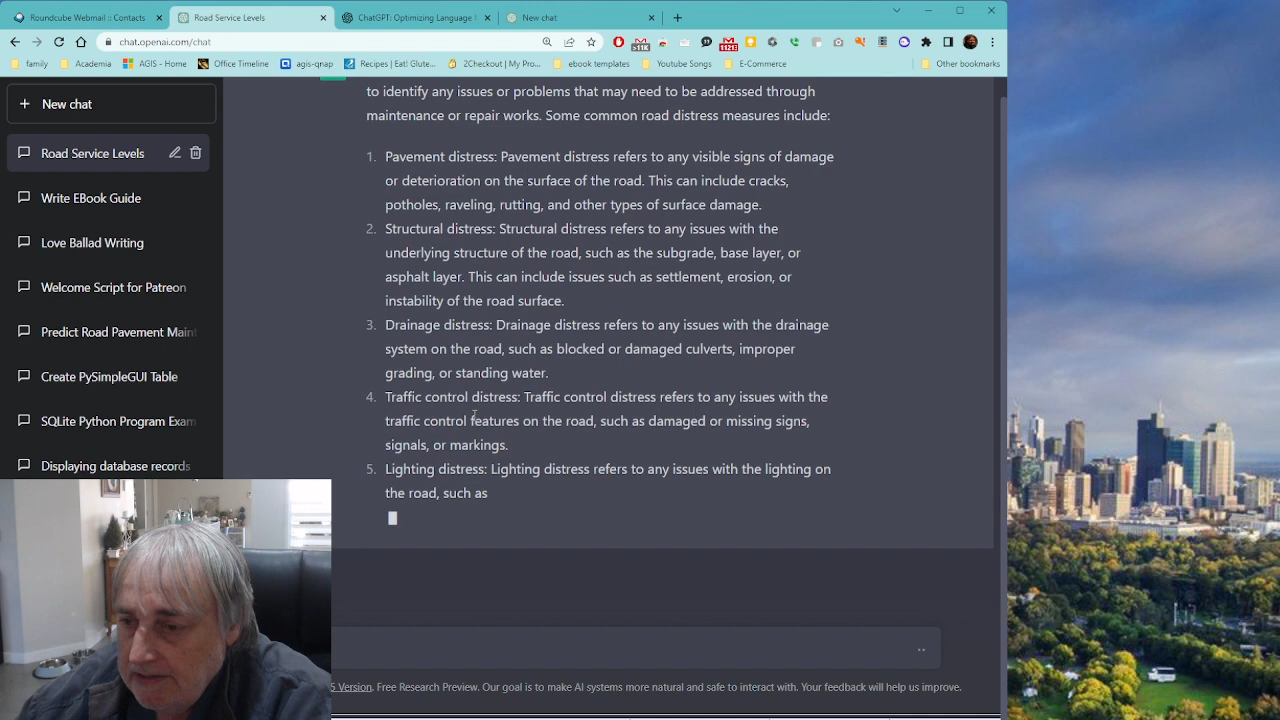 Roundcube Webmail :: Contacts
Road Service Levels
ChatGPT: Optimizing Language
New chat
chat.openai.com/chat
>11K
11213
family
Academia
AGIS - Home
Office Timeline
agis-qnap
Recipes | Eat! Glute...
2Checkout | My Pro...
ebook templates
Youtube Songs
E-Commerce
Other bookmarks
New chat
Road Service Levels
Write EBook Guide
Love Ballad Writing
Welcome Script for Patreon
Predict Road Pavement Maint
Create PySimpleGUI Table
SQLite Python Program Exam
Displaying database records
to identify any issues or problems that may need to be addressed through
maintenance or repair works. Some common road distress measures include:
1. Pavement distress: Pavement distress refers to any visible signs of damage
or deterioration on the surface of the road. This can include cracks,
potholes, raveling, rutting, and other types of surface damage.
2. Structural distress: Structural distress refers to any issues with the
underlying structure of the road, such as the subgrade, base layer, or
asphalt layer. This can include issues such as settlement, erosion, or
instability of the road surface.
3. Drainage distress: Drainage distress refers to any issues with the drainage
system on the road, such as blocked or damaged culverts, improper
grading, or standing water.
4. Traffic control distress: Traffic control distress refers to any issues with the
traffic control features on the road, such as damaged or missing signs,
signals, or markings.
5. Lighting distress: Lighting distress refers to any issues with the lighting on
the road, such as
Version. Free Research Preview. Our goal is to make AI systems more natural and safe to interact with. Your feedback will help us improve.